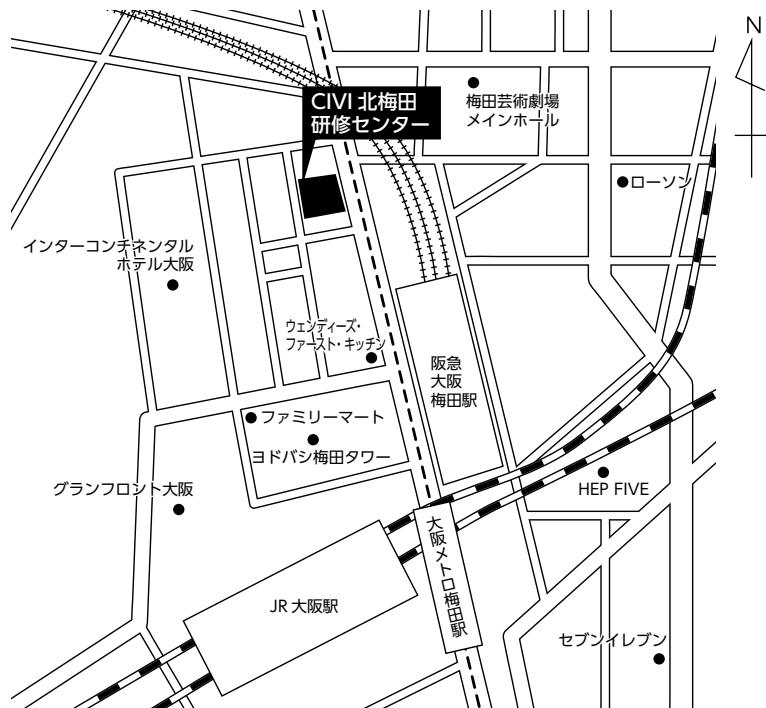 N
CIVI 北梅田
研修センター
梅田芸術劇場
メインホール
ローソン
インターコンチネンタル
ホテル大阪
ウェンディーズ・
ファースト・キッチン
阪急
大阪
梅田駅
ファミリーマート
ヨドバシ梅田タワー
グランフロント大阪
HEP FIVE
大阪メトロ梅田駅
JR 大阪駅
セブンイレブン